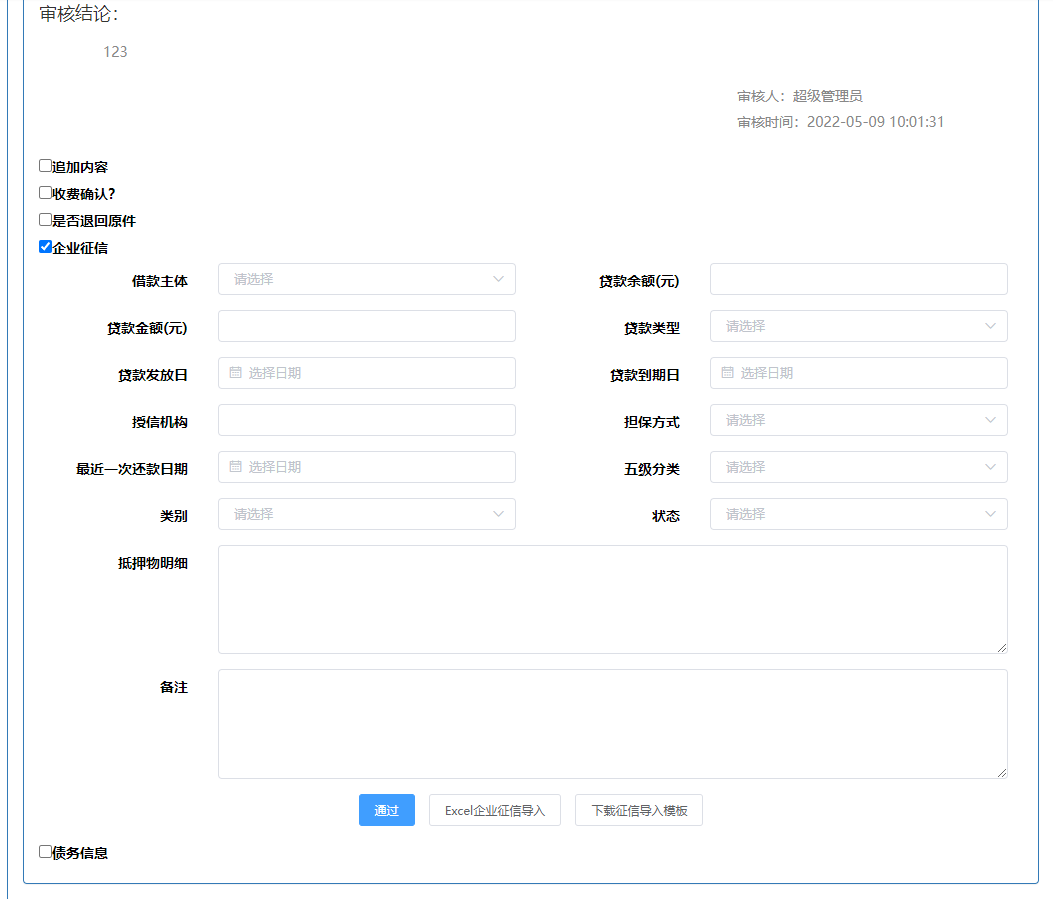 审核结论：
123
审核人：超级管理员
审核时间：2022-05-09 10:01:31
追加内容
收费确认?
是否退回原件
企业征信
借款主体 请选择 贷款余额(元)
贷款金额(元) 贷款类型 请选择
贷款发放日 选择日期 贷款到期日 选择日期
授信机构 担保方式 请选择
最近一次还款日期 选择日期 五级分类 请选择
类别 请选择 状态 请选择
抵押物明细
备注
通过 Excel企业征信导入 下载征信导入模板
债务信息